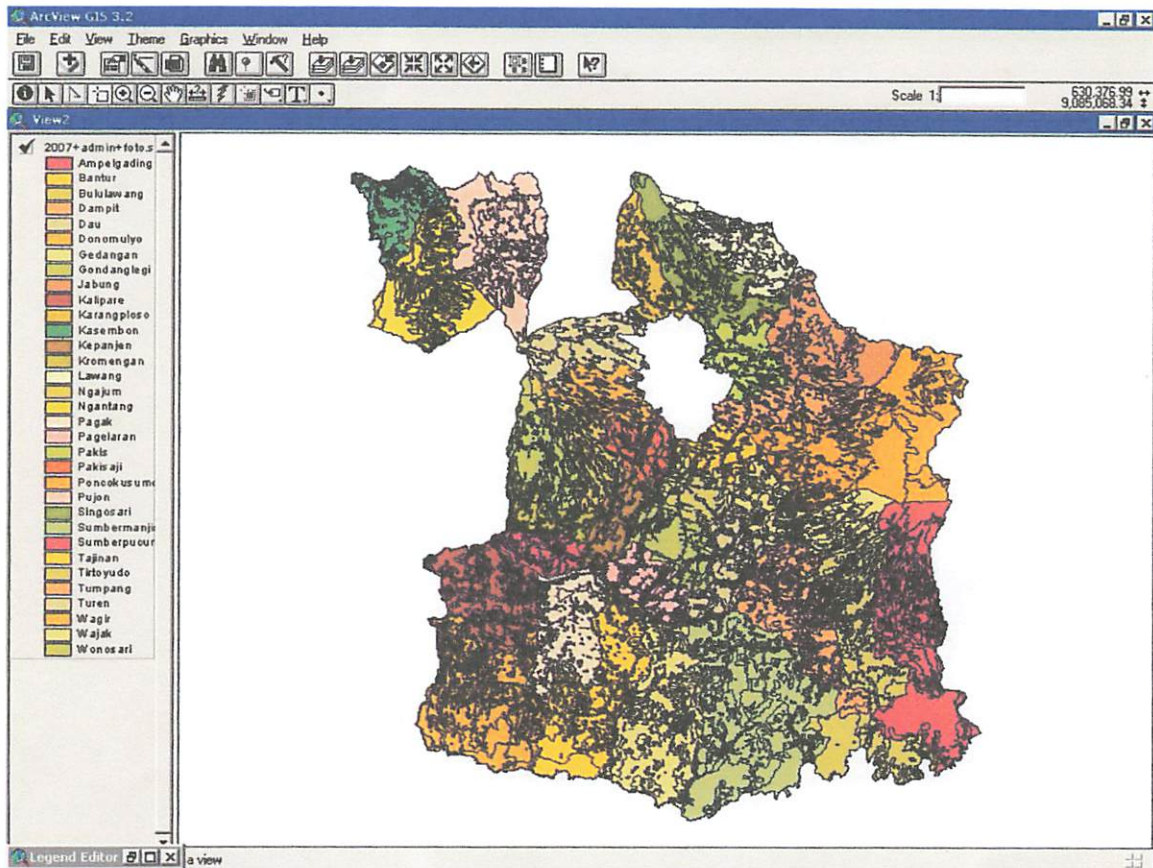 ArcView GIS 3.2
File Edit View Theme Graphics Window Help
Scale 1:
630,376.99
9,085,068.34
View2
2007+admin+foto.s
Ampelgading
Bantur
Bululawang
Dampit
Dau
Donomulyo
Gedangan
Gondanglegi
Jabung
Kalipare
Karangploso
Kasembon
Kepanjen
Kromengan
Lawang
Ngajum
Ngantang
Pagak
Pagelaran
Pakis
Pakisaji
Poncokusumo
Pujon
Singosari
Sumbermanji
Sumberpucur
Tajinan
Tirtoyudo
Tumpang
Turen
Wagir
Wajak
Wonosari
Legend Editor
a view